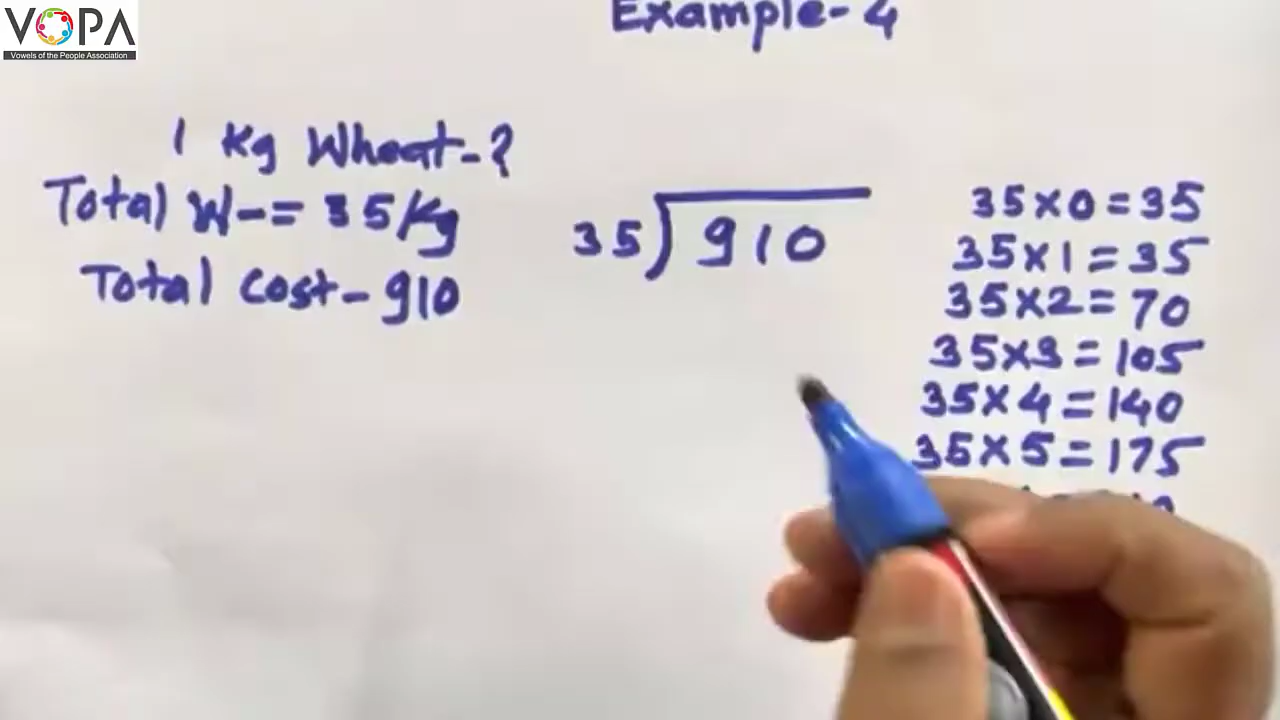 VOPA
Vowels of the People Association
Example-4
1 Kg Wheat-?
Total W-= 35/Kg
Total Cost-910
35)910
35×0=35
35×1=35
35×2=70
35×3=105
35×4=140
35×5=175